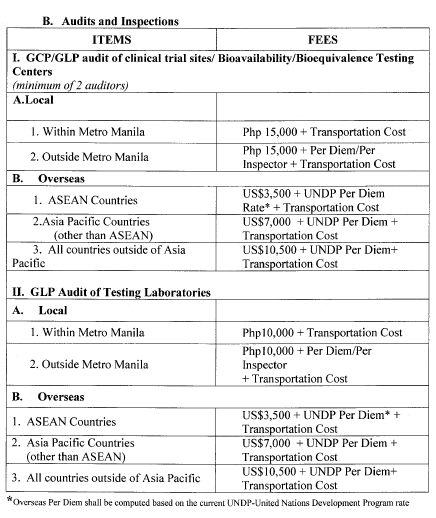 B. Audits and Inspections
ITEMS
FEES
I. GCP/GLP audit of clinical trial sites/ Bioavailability/Bioequivalence Testing
Centers
(minimum of 2 auditors)
A.Local
1. Within Metro Manila
Php 15,000 + Transportation Cost
2. Outside Metro Manila
Php 15,000 + Per Diem/Per
Inspector + Transportation Cost
B. Overseas
1. ASEAN Countries
US$3,500 + UNDP Per Diem
Rate* + Transportation Cost
2.Asia Pacific Countries
(other than ASEAN)
US$7,000 + UNDP Per Diem +
Transportation Cost
3. All countries outside of Asia
Pacific
US$10,500 + UNDP Per Diem+
Transportation Cost
II. GLP Audit of Testing Laboratories
A. Local
1. Within Metro Manila
Php10,000 + Transportation Cost
2. Outside Metro Manila
Php10,000 + Per Diem/Per
Inspector
+ Transportation Cost
B. Overseas
1. ASEAN Countries
US$3,500 + UNDP Per Diem* +
Transportation Cost
2. Asia Pacific Countries
(other than ASEAN)
US$7,000 + UNDP Per Diem +
Transportation Cost
3. All countries outside of Asia Pacific
US$10,500 + UNDP Per Diem+
Transportation Cost
*Overseas Per Diem shall be computed based on the current UNDP-United Nations Development Program rate